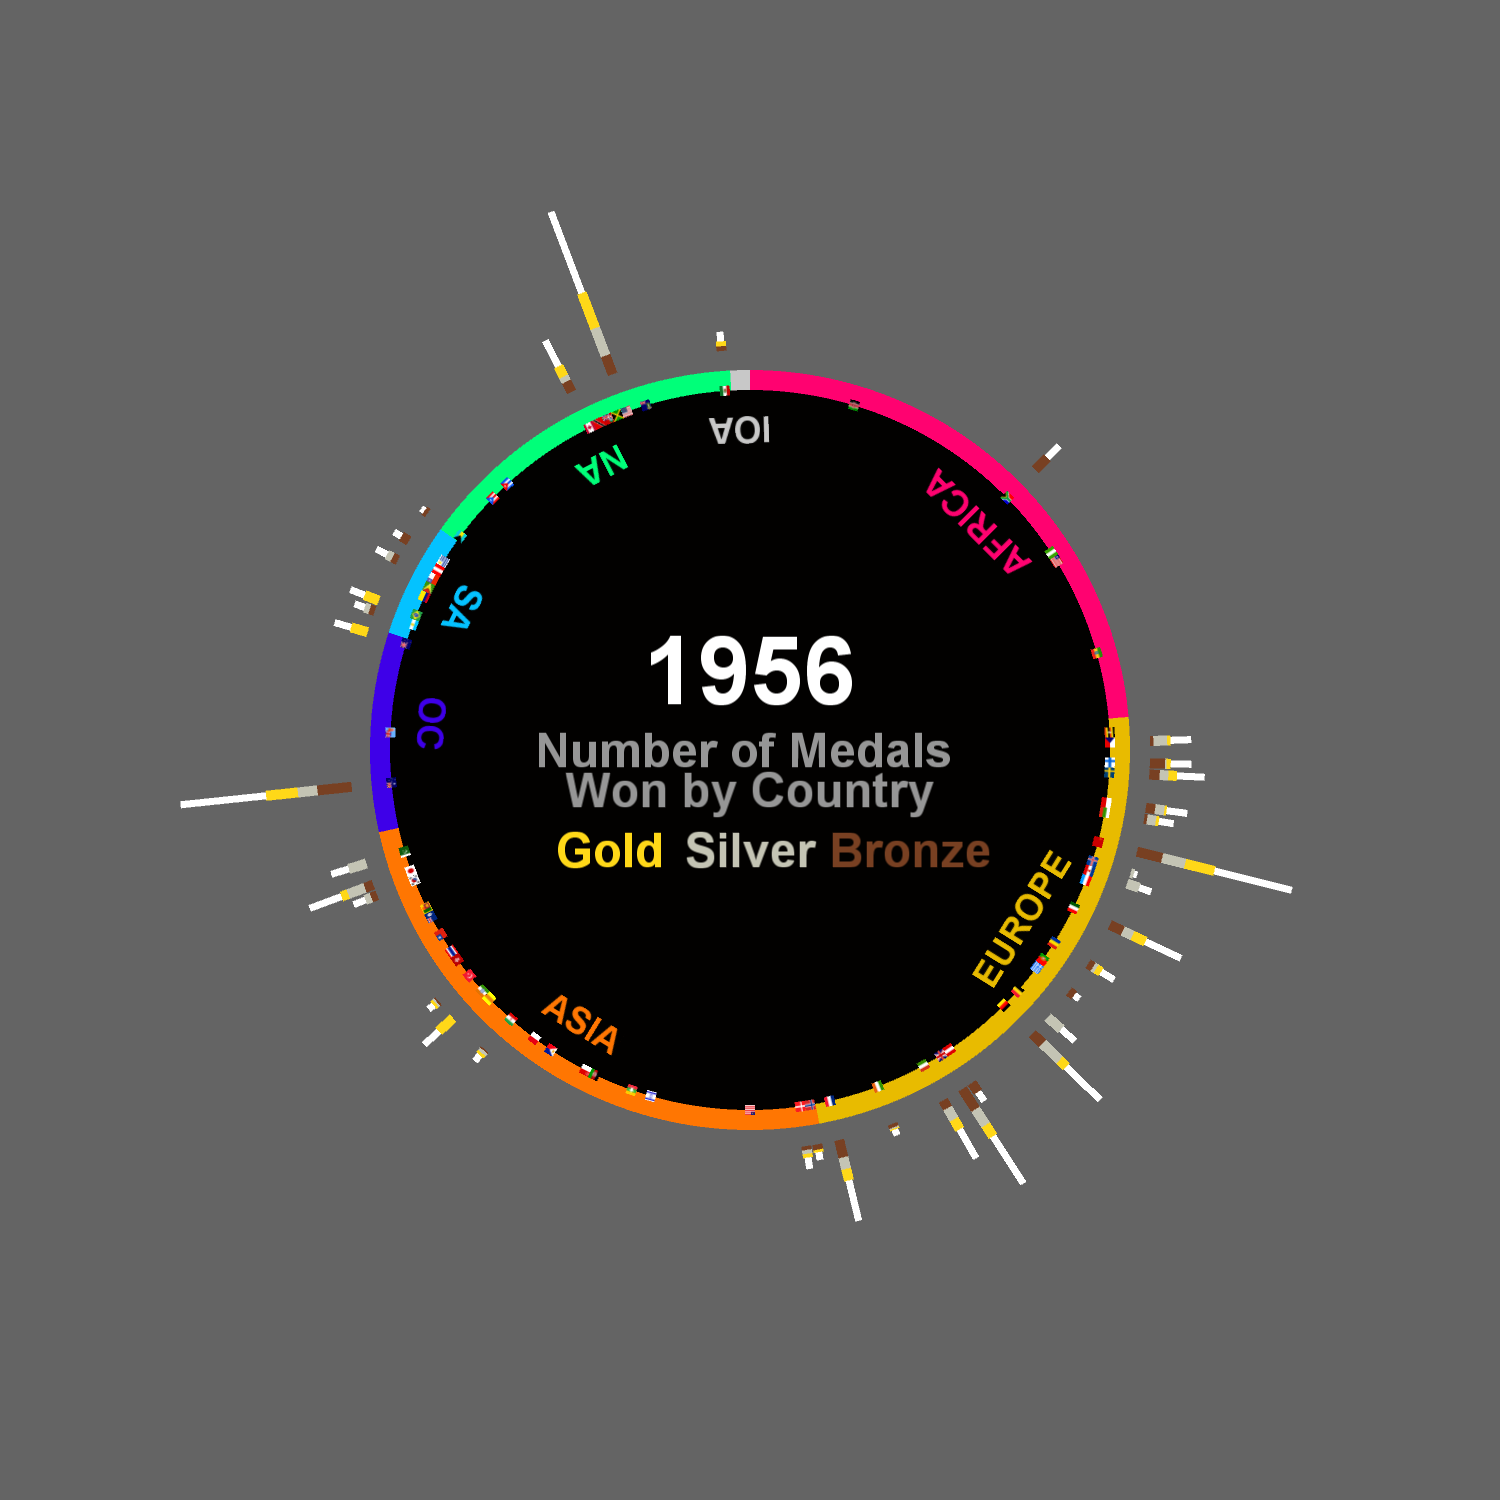 IOA
NA
AFRICA
SA
OC
1956
Number of Medals
Won by Country
Gold Silver Bronze
EUROPE
ASIA